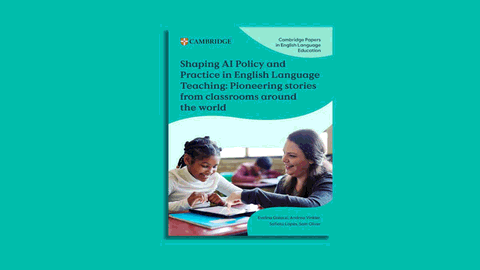 CAMBRIDGE
Cambridge Papers
in English Language
Education
Shaping AI Policy and
Practice in English Language
Teaching: Pioneering stories
from classrooms around
the world